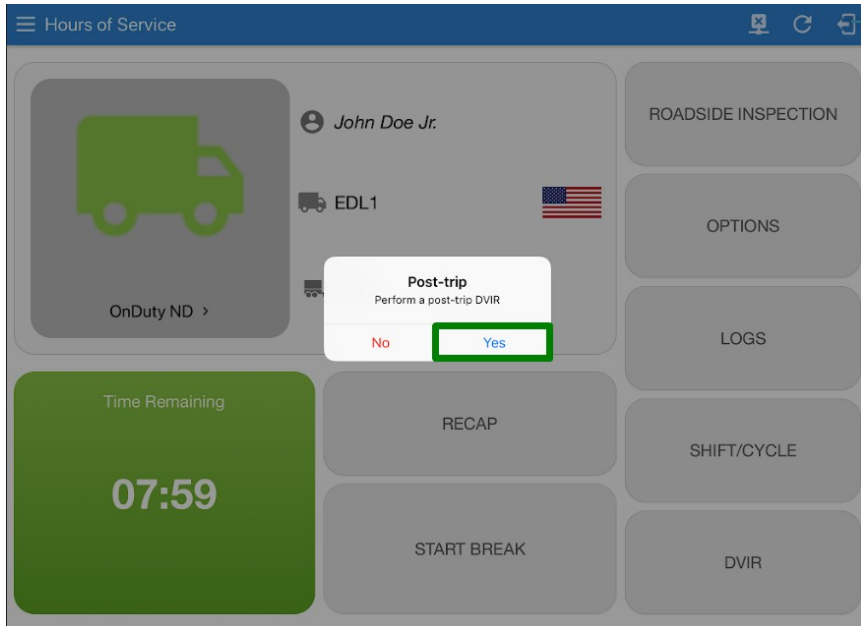 Hours of Service
John Doe Jr.
EDL1
OnDuty ND >
ROADSIDE INSPECTION
OPTIONS
LOGS
SHIFT/CYCLE
DVIR
Post-trip
Perform a post-trip DVIR
No
Yes
Time Remaining
07:59
RECAP
START BREAK